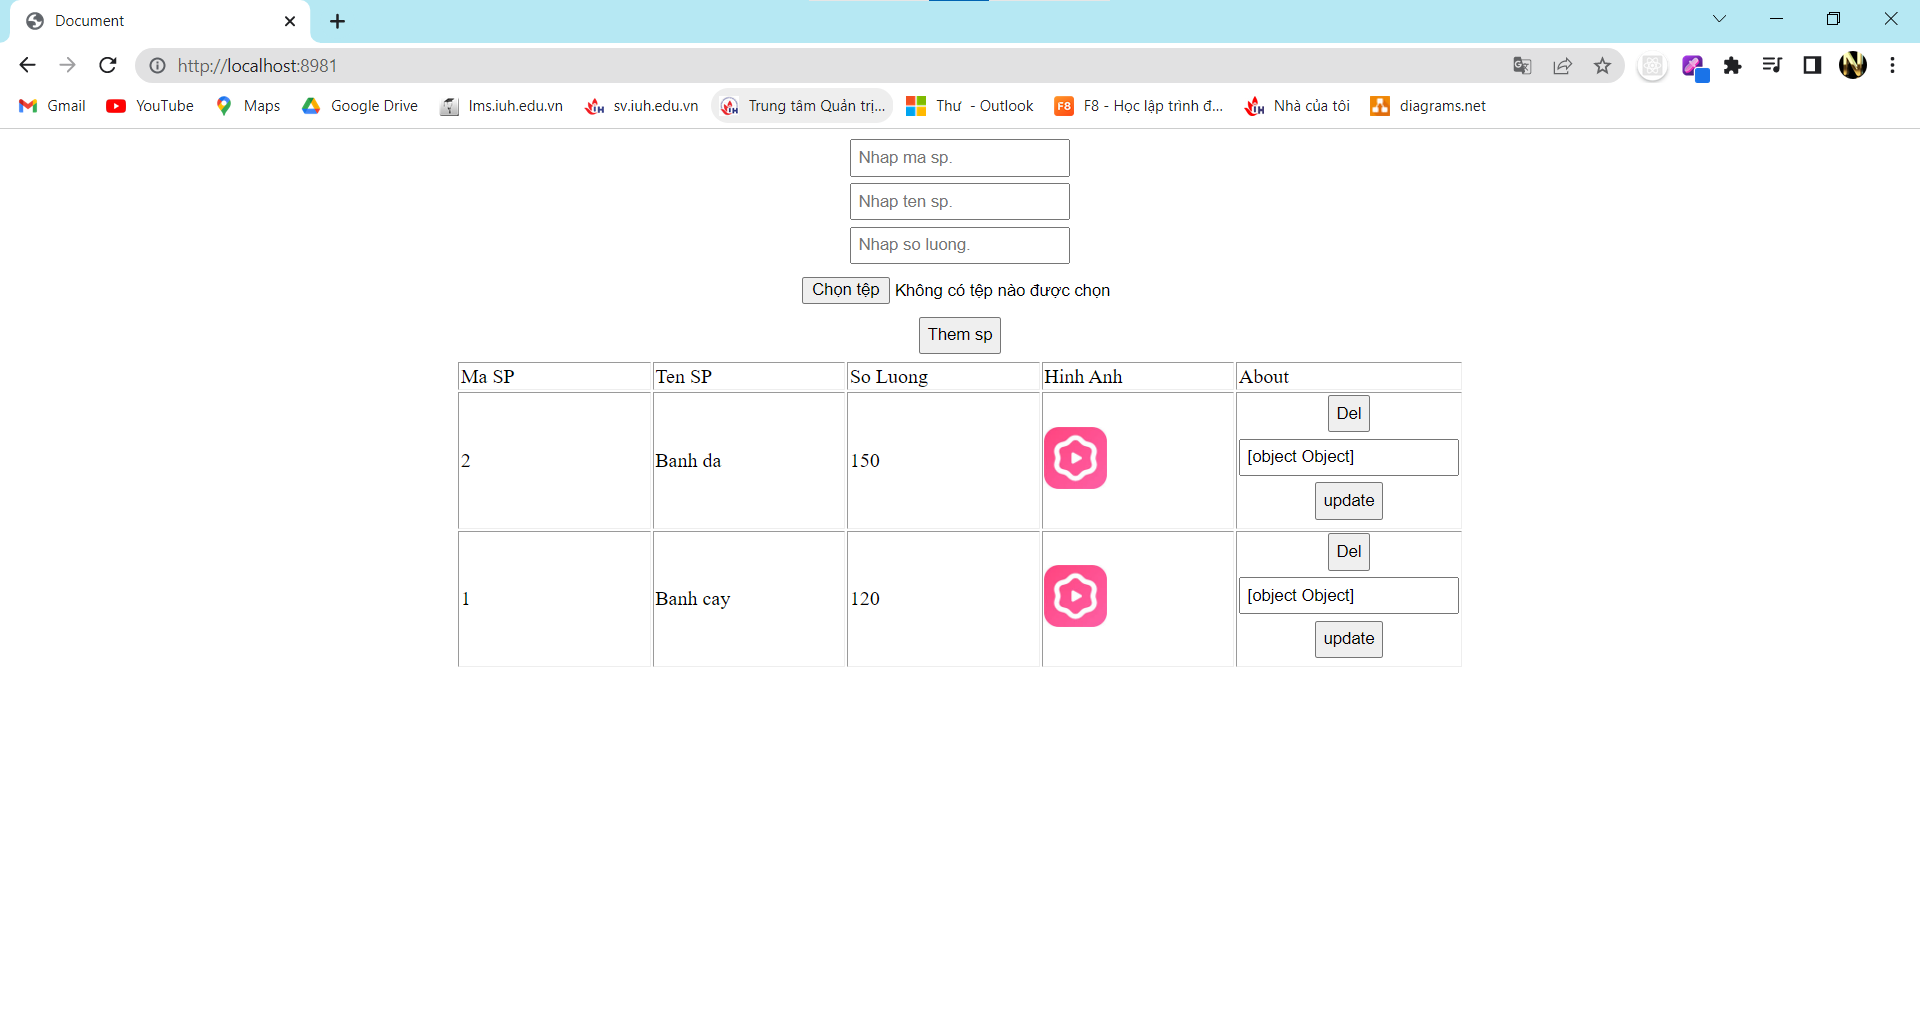 Document
http://localhost:8981
Gmail
YouTube
Maps
Google Drive
lms.iuh.edu.vn
sv.iuh.edu.vn
Trung tâm Quản trị...
Thư - Outlook
F8 F8 - Học lập trình đ...
Nhà của tôi
diagrams.net
Nhap ma sp.
Nhap ten sp.
Nhap so luong.
Chọn tệp Không có tệp nào được chọn
Them sp
Ma SP Ten SP So Luong Hinh Anh About
Del
2 Banh da 150 [object Object]
update
Del
1 Banh cay 120 [object Object]
update